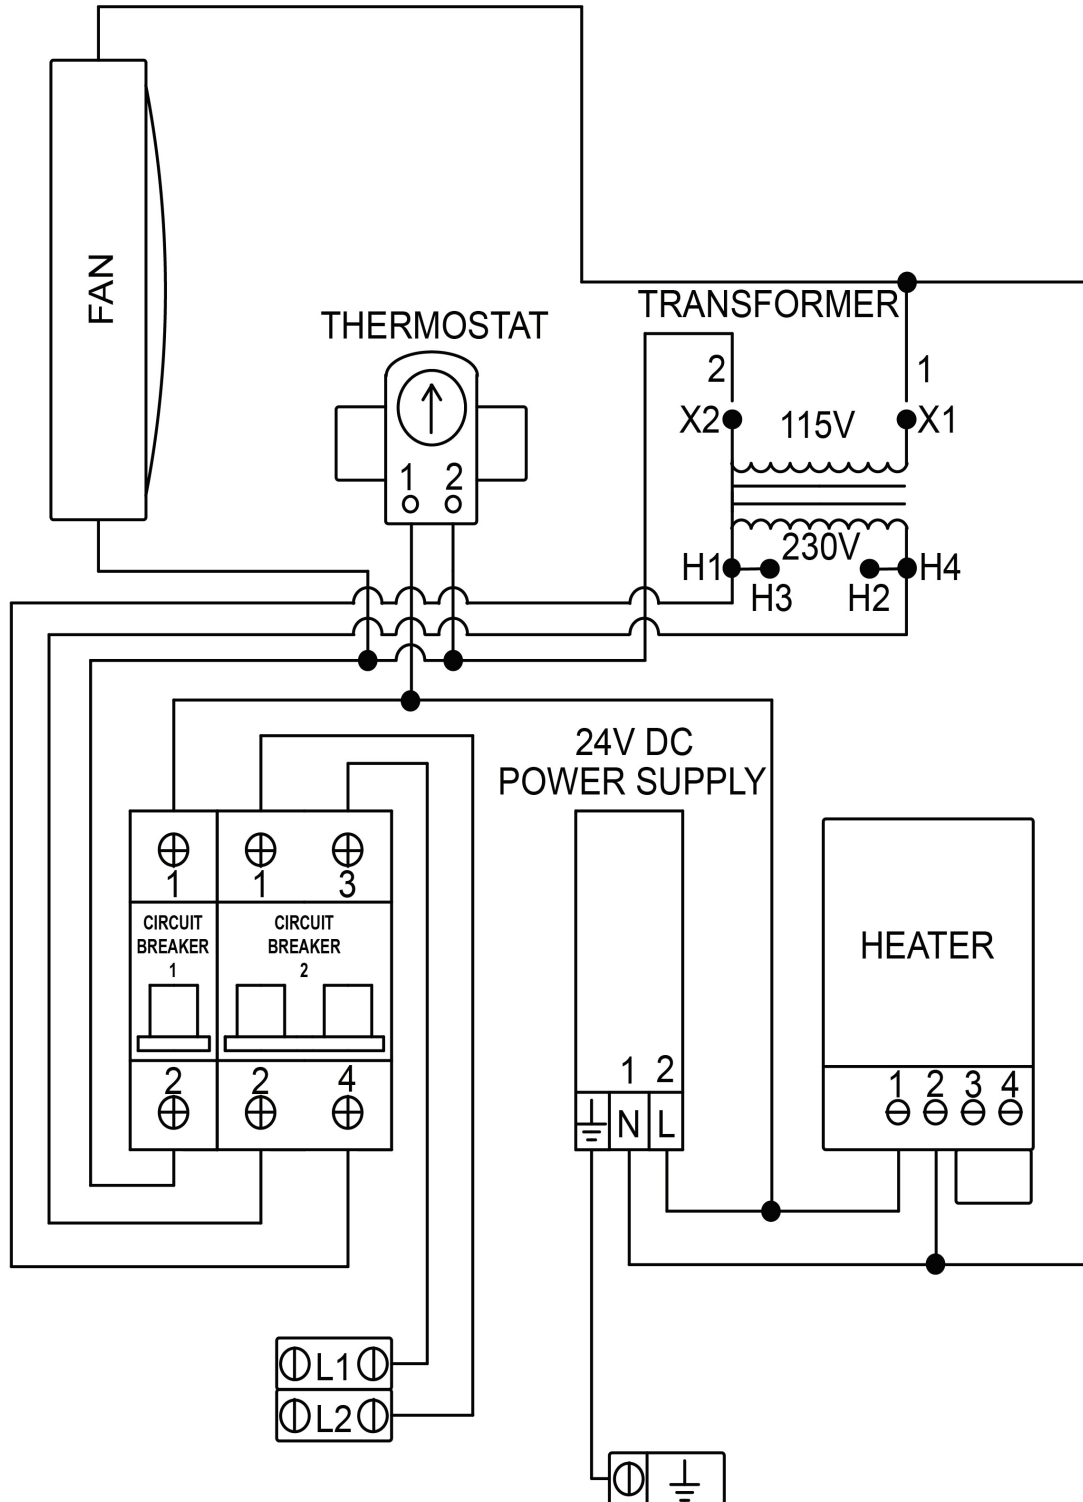 FAN
TRANSFORMER
THERMOSTAT
2
1
X2
115V
X1
1
2
230V
H1
H4
H3
H2
24V DC
POWER SUPPLY
1
1
3
CIRCUIT
BREAKER
1
CIRCUIT
BREAKER
2
HEATER
2
2
4
1
2
N
L
1
2
3
4
L1
L2